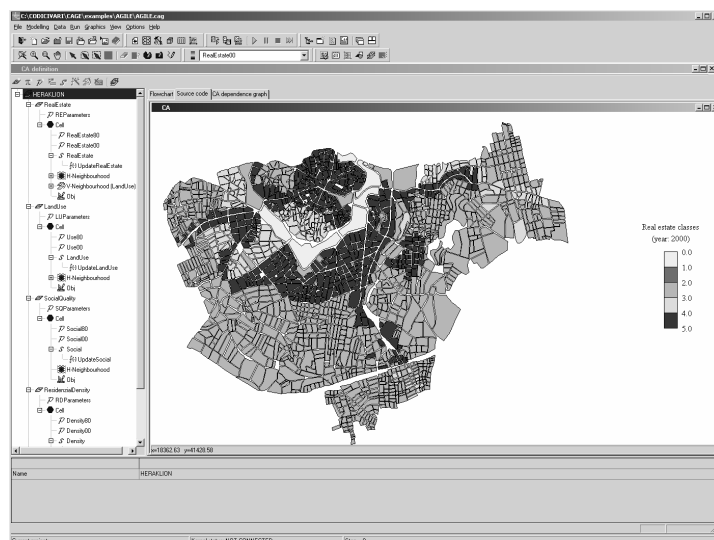 C:\CODICIVART\CAGE\examples\AGILE\AGILE.cag
File Modelling Data Run Graphics View Options Help
RealEstate00
CA definition
HERAKLION
RealEstate
REParameters
Cell
RealEstate80
RealEstate00
RealEstate
UpdateRealEstate
H-Neighbourhood
V-Neighbourhood (LandUse)
Obj
LandUse
LUParameters
Cell
Use80
Use00
LandUse
UpdateLandUse
H-Neighbourhood
Obj
SocialQuality
SQParameters
Cell
Social80
Social00
Social
UpdateSocial
H-Neighbourhood
Obj
ResidenzialDensity
RDParameters
Cell
Density80
Density00
Density
Flowchart Source code CA dependence graph
CA
Real estate classes
(year: 2000)
0.0
1.0
2.0
3.0
4.0
5.0
x=18362.63 y=41428.58
Name HERAKLION
NOT CONNECTED